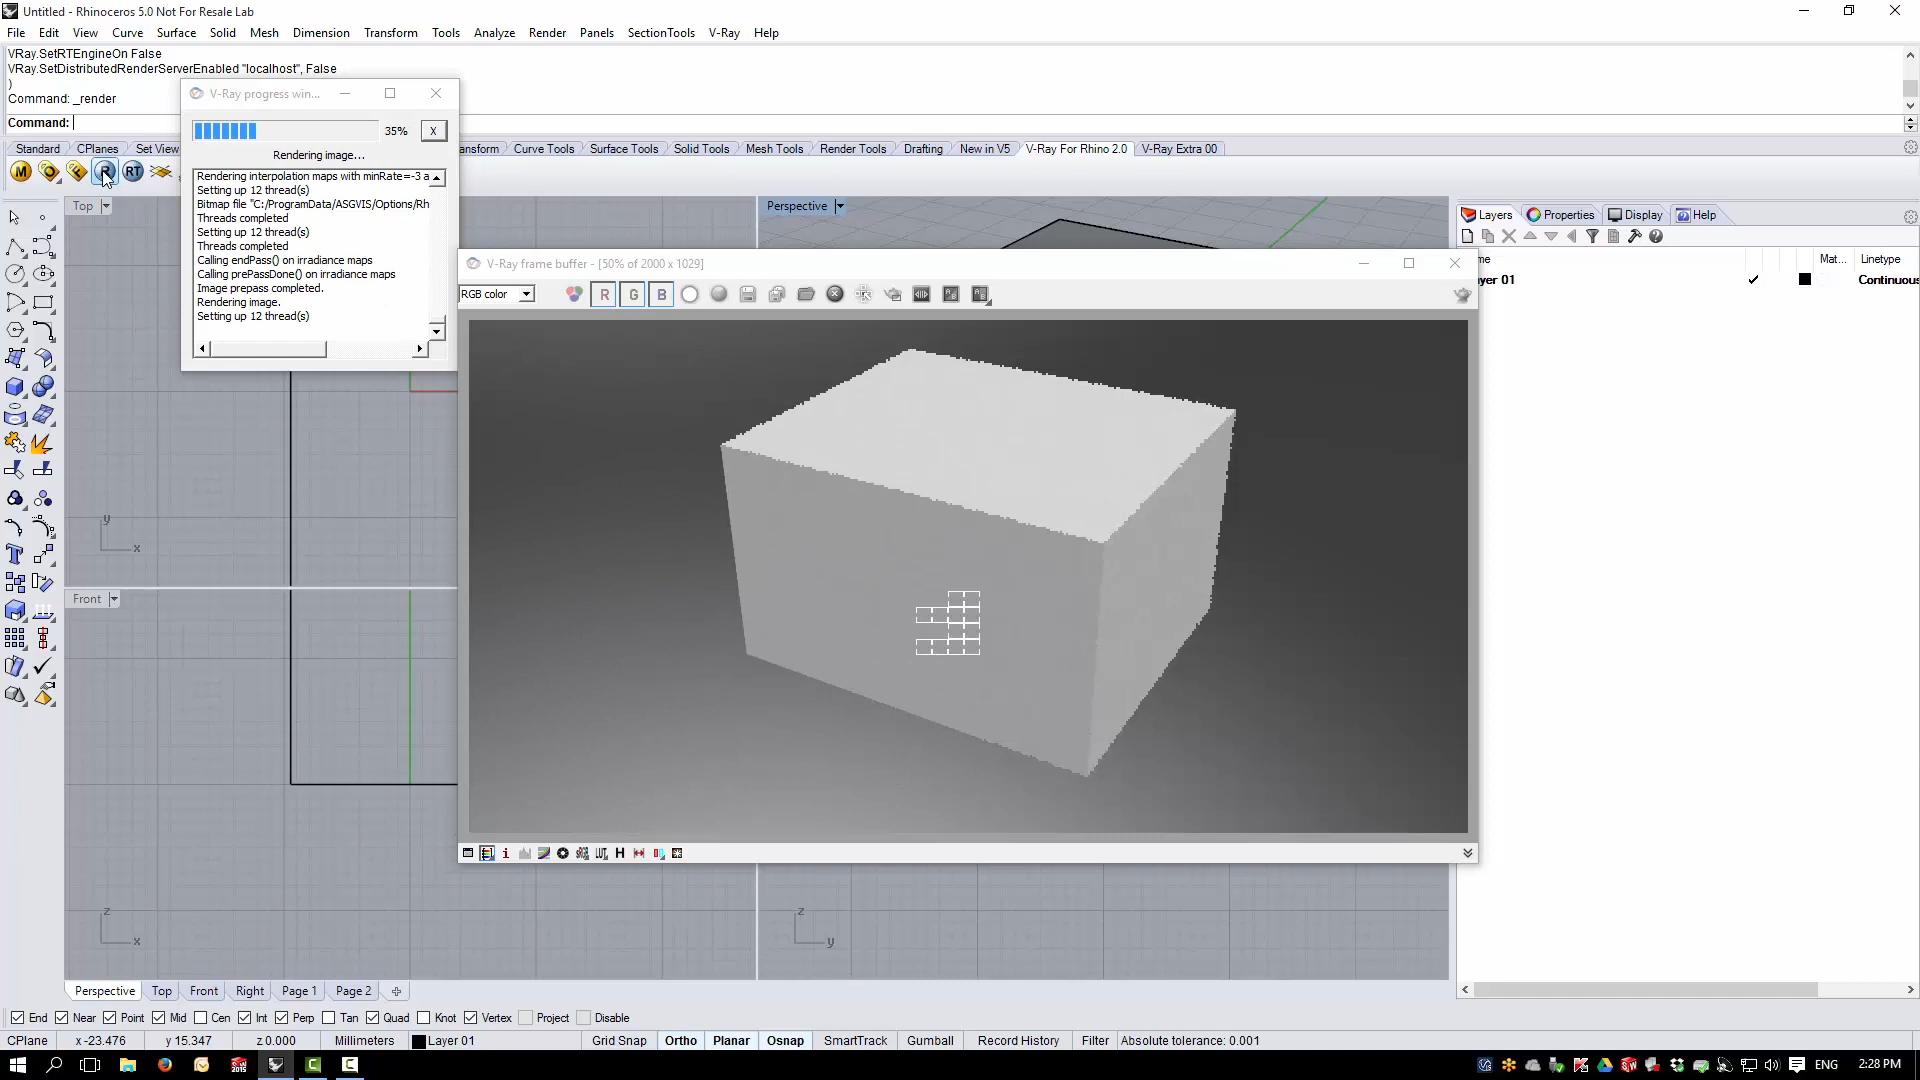 Untitled - Rhinoceros 5.0 Not For Resale Lab
File Edit View Curve Surface Solid Mesh Dimension Transform Tools Analyze Render Panels SectionTools V-Ray Help
VRay.SetRTEngineOn False
VRay.SetDistributedRenderServerEnabled "localhost", False
)
Command: _render
Command:
V-Ray progress win...
35%
X
Rendering image...
Rendering interpolation maps with minRate=-3 a
Setting up 12 thread(s)
Bitmap file "C:/ProgramData/ASGVIS/Options/Rh
Threads completed
Setting up 12 thread(s)
Threads completed
Calling endPass() on irradiance maps
Calling prePassDone() on irradiance maps
Image prepass completed.
Rendering image.
Setting up 12 thread(s)
Standard CPlanes Set View ansform Curve Tools Surface Tools Solid Tools Mesh Tools Render Tools Drafting New in V5 V-Ray For Rhino 2.0 V-Ray Extra 00
M O F R RT
Top
Perspective
Layers Properties Display Help
me Mat... Linetype
yer 01 Continuous
V-Ray frame buffer - [50% of 2000 x 1029]
RGB color R G B
y
x
Front
i LUT H
z
x
z
y
Perspective Top Front Right Page 1 Page 2
End Near Point Mid Cen Int Perp Tan Quad Knot Vertex Project Disable
CPlane x -23.476 y 15.347 z 0.000 Millimeters Layer 01 Grid Snap Ortho Planar Osnap SmartTrack Gumball Record History Filter Absolute tolerance: 0.001
ENG 2:28 PM